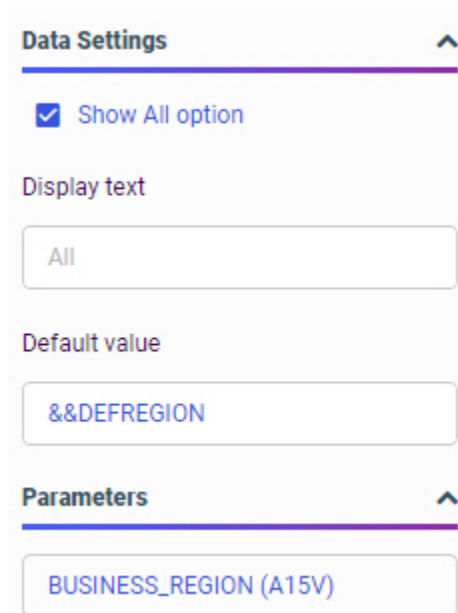 Data Settings
Show All option
Display text
All
Default value
&&DEFREGION
Parameters
BUSINESS_REGION (A15V)